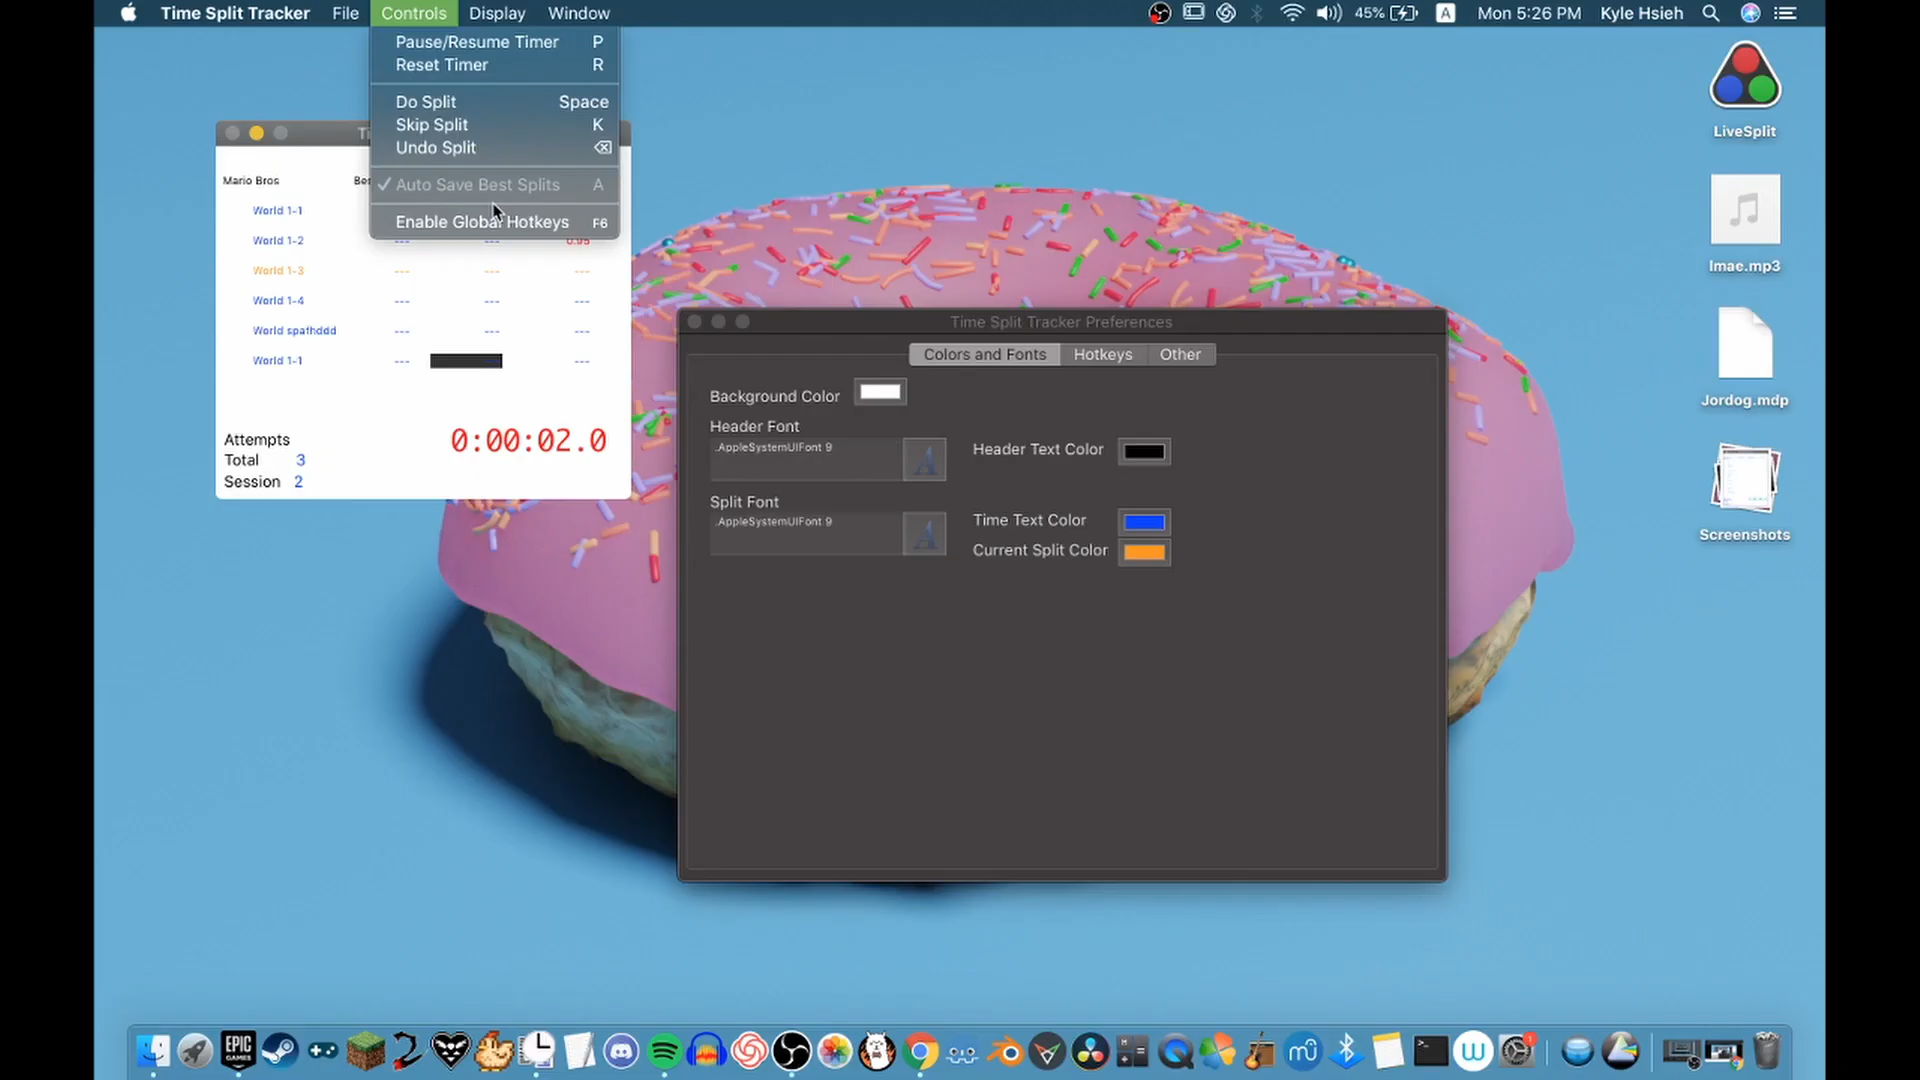 Time Split Tracker File Controls Display Window 45% A Mon 5:26 PM Kyle Hsieh
Pause/Resume Timer P
Reset Timer R
Do Split Space
Skip Split K
Undo Split
Auto Save Best Splits A
Enable Global Hotkeys F6
Mario Bros
World 1-1
World 1-2 --- --- 0.95
World 1-3 --- --- ---
World 1-4 --- --- ---
World spathddd --- --- ---
World 1-1 --- ---
Attempts
Total 3
Session 2
0:00:02.0
Time Split Tracker Preferences
Colors and Fonts Hotkeys Other
Background Color
Header Font
.AppleSystemUIFont 9
Header Text Color
Split Font
.AppleSystemUIFont 9
Time Text Color
Current Split Color
LiveSplit
Imae.mp3
Jordog.mdp
Screenshots
EPIC
GAMES